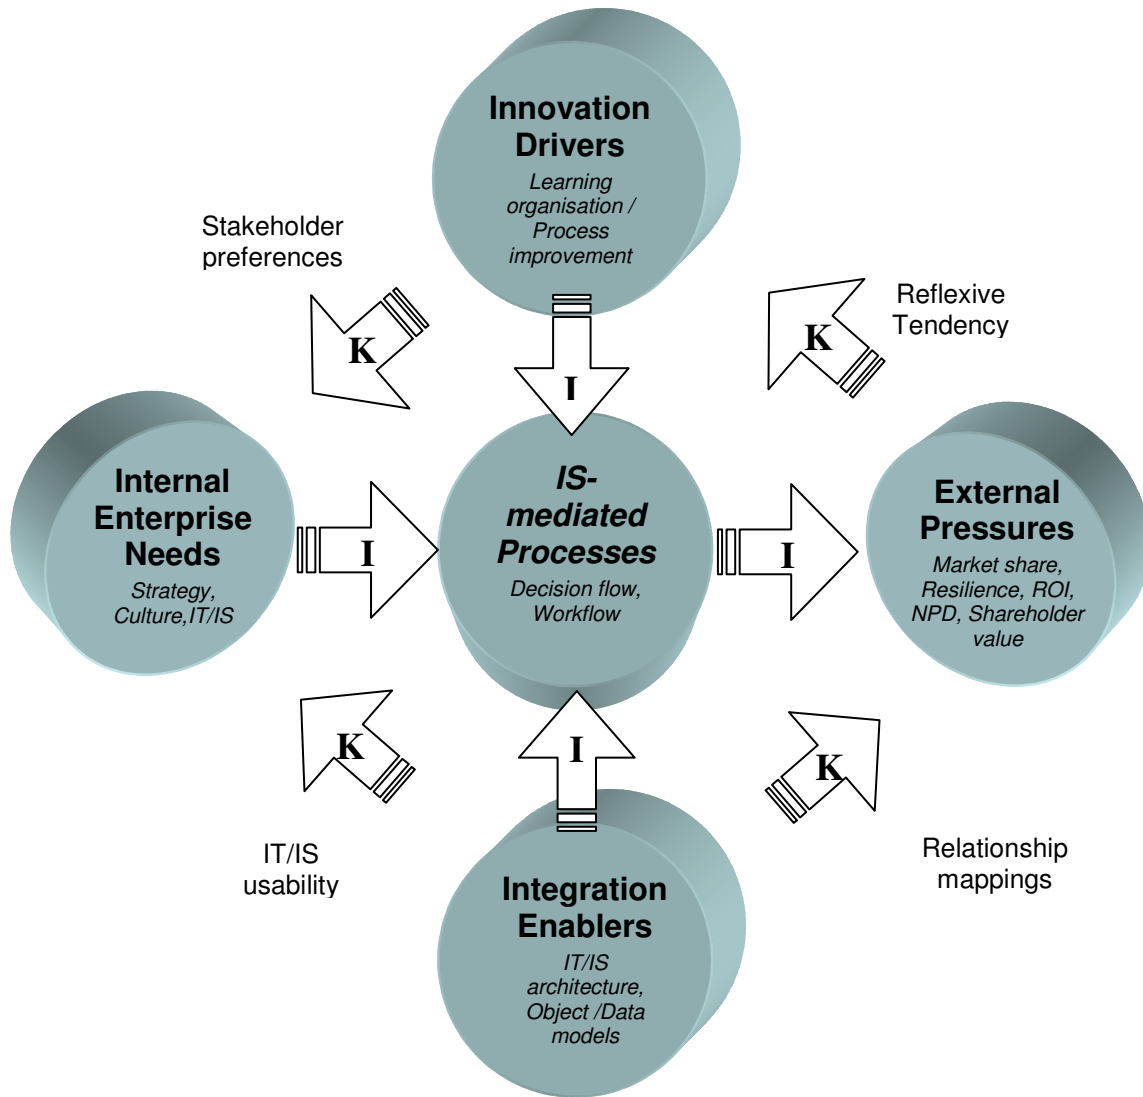 Innovation
Drivers
Learning
organisation /
Process
improvement
Stakeholder
preferences
K
I
K
Reflexive
Tendency
Internal
Enterprise
Needs
Strategy,
Culture,IT/IS
I
IS-
mediated
Processes
Decision flow,
Workflow
I
External
Pressures
Market share,
Resilience, ROI,
NPD, Shareholder
value
K
I
K
IT/IS
usability
Relationship
mappings
Integration
Enablers
IT/IS
architecture,
Object /Data
models